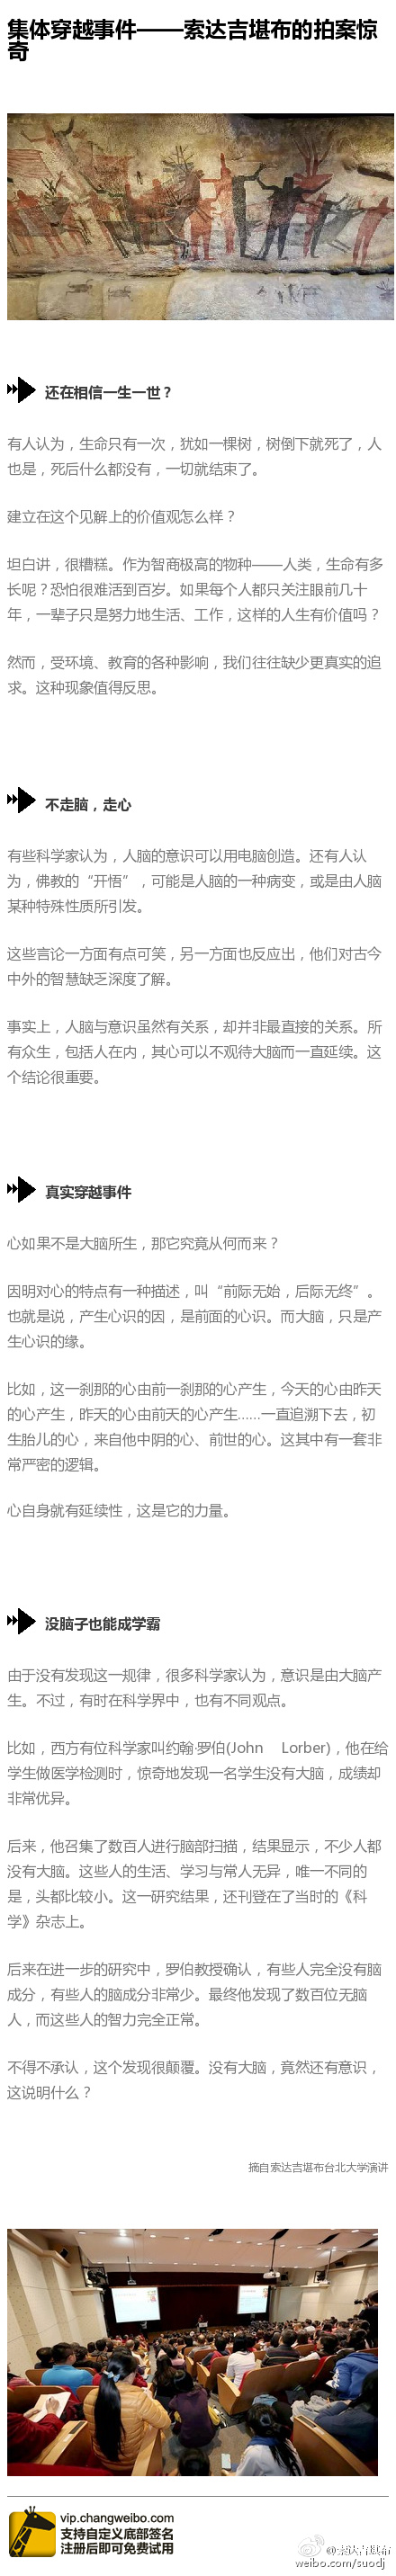 集体穿越事件——索达吉堪布的拍案惊
奇
还在相信一生一世？
有人认为，生命只有一次，犹如一棵树，树倒下就死了，人
也是，死后什么都没有，一切就结束了。
建立在这个见解上的价值观怎么样？
坦白讲，很糟糕。作为智商极高的物种——人类，生命有多
长呢？恐怕很难活到百岁。如果每个人都只关注眼前几十
年，一辈子只是努力地生活、工作，这样的人生有价值吗？
然而，受环境、教育的各种影响，我们往往缺少更真实的追
求。这种现象值得反思。
不走脑，走心
有些科学家认为，人脑的意识可以用电脑创造。还有人认
为，佛教的“开悟”，可能是人脑的一种病变，或是由人脑
某种特殊性质所引发。
这些言论一方面有点可笑，另一方面也反应出，他们对古今
中外的智慧缺乏深度了解。
事实上，人脑与意识虽然有关系，却并非最直接的关系。所
有众生，包括人在内，其心可以不观待大脑而一直延续。这
个结论很重要。
真实穿越事件
心如果不是大脑所生，那它究竟从何而来？
因明对心的特点有一种描述，叫“前际无始，后际无终”。
也就是说，产生心识的因，是前面的心识。而大脑，只是产
生心识的缘。
比如，这一刹那的心由前一刹那的心产生，今天的心由昨天
的心产生，昨天的心由前天的心产生……一直追溯下去，初
生胎儿的心，来自他中阴的心、前世的心。这其中有一套非
常严密的逻辑。
心自身就有延续性，这是它的力量。
没脑子也能成学霸
由于没有发现这一规律，很多科学家认为，意识是由大脑产
生。不过，有时在科学界中，也有不同观点。
比如，西方有位科学家叫约翰·罗伯(John Lorber)，他在给
学生做医学检测时，惊奇地发现一名学生没有大脑，成绩却
非常优异。
后来，他召集了数百人进行脑部扫描，结果显示，不少人都
没有大脑。这些人的生活、学习与常人无异，唯一不同的
是，头都比较小。这一研究结果，还刊登在了当时的《科
学》杂志上。
后来在进一步的研究中，罗伯教授确认，有些人完全没有脑
成分，有些人的脑成分非常少。最终他发现了数百位无脑
人，而这些人的智力完全正常。
不得不承认，这个发现很颠覆。没有大脑，竟然还有意识，
这说明什么？
摘自索达吉堪布台北大学演讲
vip.changweibo.com
支持自定义底部签名
注册后即可免费试用
@索达吉堪布
weibo.com/suodj